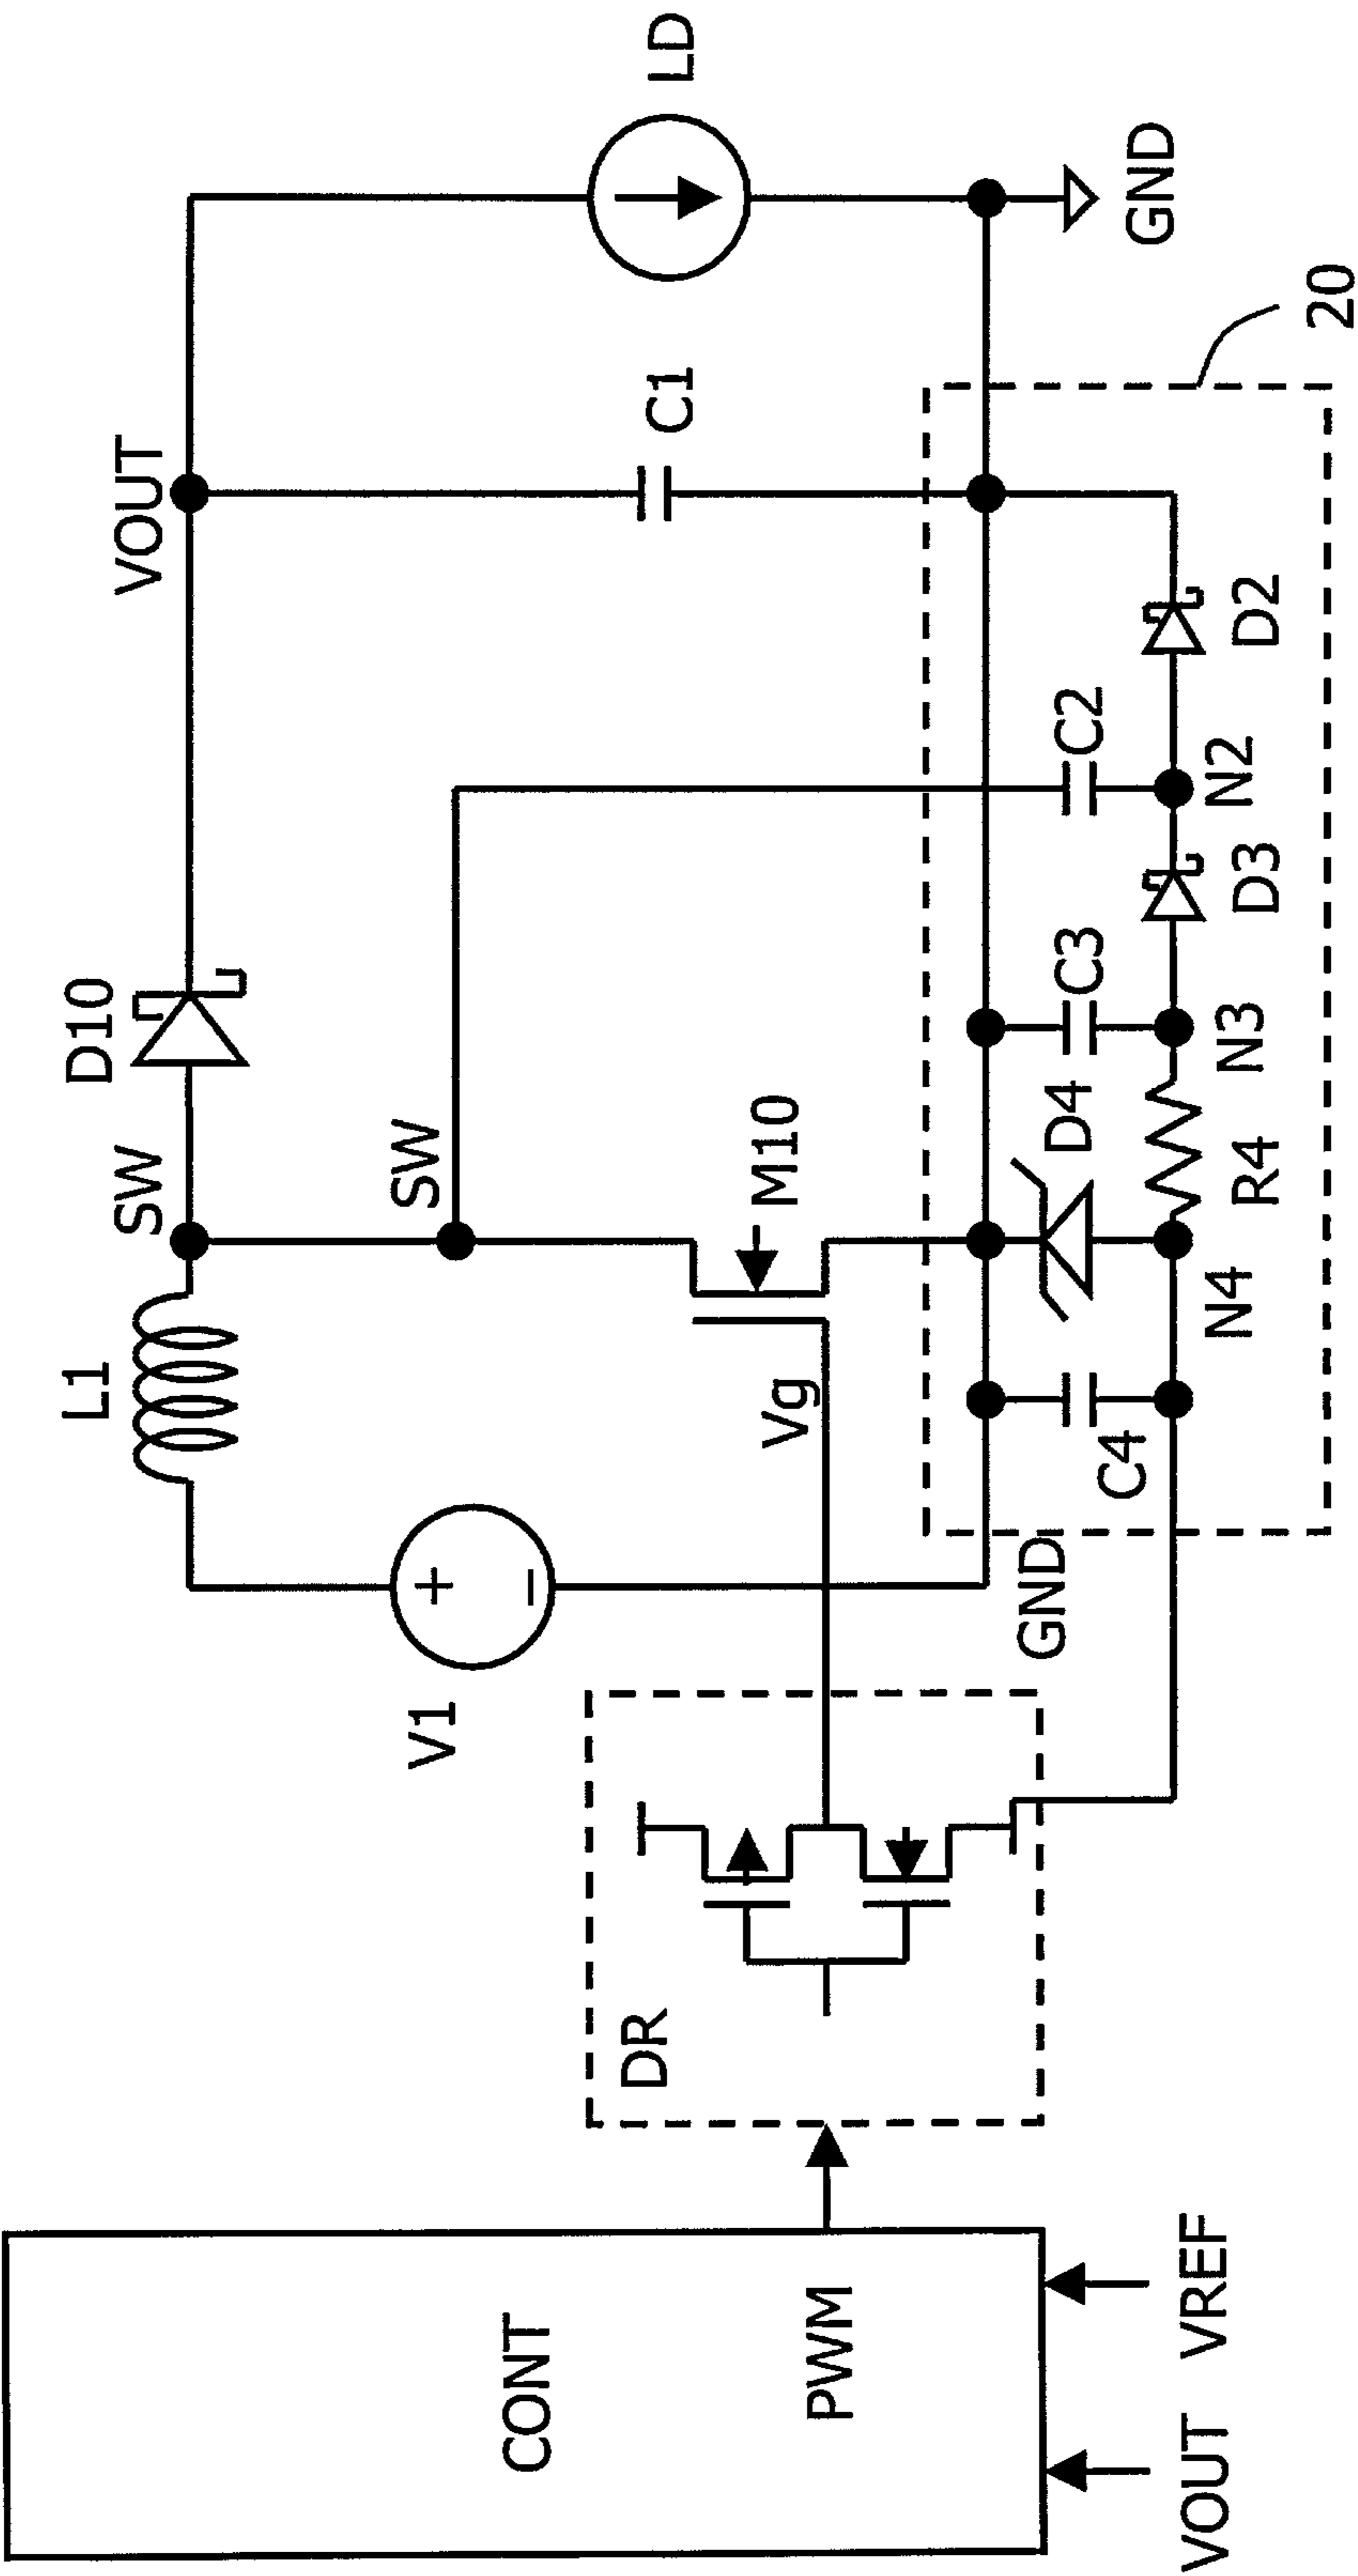 L1
SW
D10
VOUT
V1
SW
+
−
M10
C1
LD
Vg
CONT
PWM
DR
GND
C4
D4
C3
C2
GND
N4
R4
N3
D3
N2
D2
20
VOUT
VREF